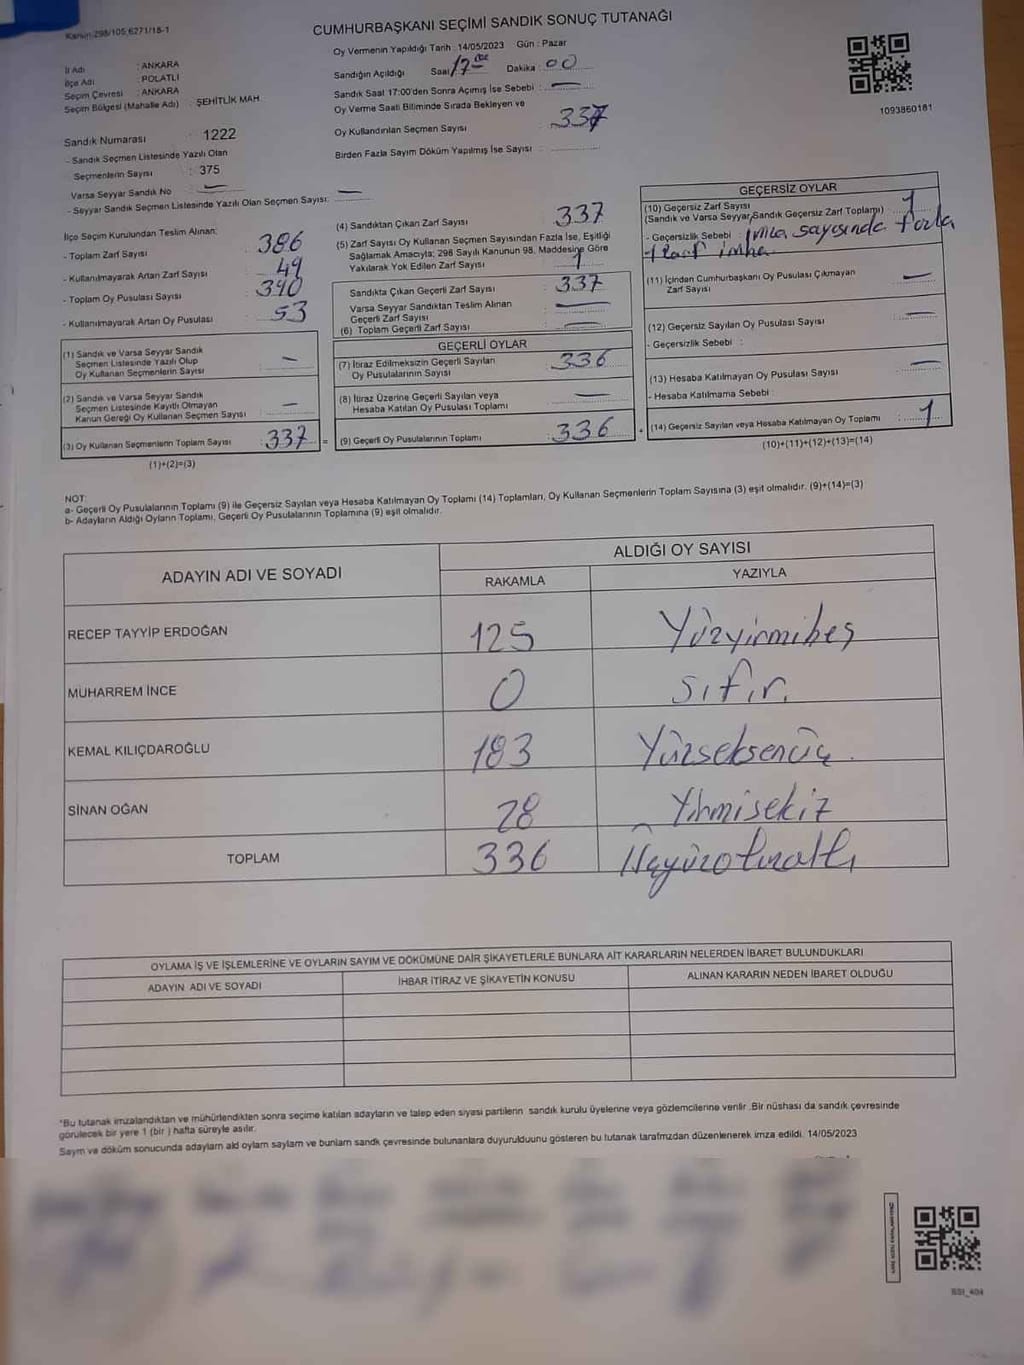 Kanun:298/105,6271/18-1
CUMHURBAŞKANI SEÇİMİ SANDIK SONUÇ TUTANAĞI
Oy Vermenin Yapıldığı Tarih : 14/05/2023 Gün : Pazar
İl Adı : ANKARA
İlçe Adı : POLATLI
Seçim Çevresi : ANKARA
Seçim Bölgesi (Mahalle Adı) : ŞEHİTLİK MAH.
Sandığın Açıldığı Saat 17 Dakika : 00
Sandık Saat 17:00'den Sonra Açımış İse Sebebi : —
Oy Verme Saati Bitiminde Sırada Bekleyen ve
Oy Kullandırılan Seçmen Sayısı 337
Birden Fazla Sayım Döküm Yapılmış İse Sayısı :
1093860181
Sandık Numarası : 1222
- Sandık Seçmen Listesinde Yazılı Olan
Seçmenlerin Sayısı : 375
Varsa Seyyar Sandık No : —
- Seyyar Sandık Seçmen Listesinde Yazılı Olan Seçmen Sayısı: —
İlçe Seçim Kurulundan Teslim Alınan:
- Toplam Zarf Sayısı : 386
- Kullanılmayarak Artan Zarf Sayısı : 49
- Toplam Oy Pusulası Sayısı : 390
- Kullanılmayarak Artan Oy Pusulası : 53
(1) Sandık ve Varsa Seyyar Sandık
Seçmen Listesinde Yazılı Olup
Oy Kullanan Seçmenlerin Sayısı : —
(2) Sandık ve Varsa Seyyar Sandık
Seçmen Listesinde Kayıtlı Olmayan
Kanun Gereği Oy Kullanan Seçmen Sayısı : —
(3) Oy Kullanan Seçmenlerin Toplam Sayısı : 337 =
(1)+(2)=(3)
(4) Sandıktan Çıkan Zarf Sayısı : 337
(5) Zarf Sayısı Oy Kullanan Seçmen Sayısından Fazla İse, Eşitliği
Sağlamak Amacıyla; 298 Sayılı Kanunun 98. Maddesine Göre
Yakılarak Yok Edilen Zarf Sayısı : 1
Sandıkta Çıkan Geçerli Zarf Sayısı : 337
Varsa Seyyar Sandıktan Teslim Alınan
Geçerli Zarf Sayısı : —
(6) Toplam Geçerli Zarf Sayısı : —
GEÇERLİ OYLAR
(7) İtiraz Edilmeksizin Geçerli Sayılan
Oy Pusulalarının Sayısı : 336
(8) İtiraz Üzerine Geçerli Sayılan veya
Hesaba Katılan Oy Pusulası Toplamı : —
(9) Geçerli Oy Pusulalarının Toplamı : 336 +
GEÇERSİZ OYLAR
(10) Geçersiz Zarf Sayısı
(Sandık ve Varsa Seyyar Sandık Geçersiz Zarf Toplamı) : 1
- Geçersizlik Sebebi : İmza sayısında fazla
1 zarf imha
(11) İçinden Cumhurbaşkanı Oy Pusulası Çıkmayan
Zarf Sayısı : —
(12) Geçersiz Sayılan Oy Pusulası Sayısı : —
- Geçersizlik Sebebi :
(13) Hesaba Katılmayan Oy Pusulası Sayısı : —
- Hesaba Katılmama Sebebi :
(14) Geçersiz Sayılan veya Hesaba Katılmayan Oy Toplamı : 1
(10)+(11)+(12)+(13)=(14)
NOT:
a- Geçerli Oy Pusulalarının Toplamı (9) ile Geçersiz Sayılan veya Hesaba Katılmayan Oy Toplamı (14) Toplamları, Oy Kullanan Seçmenlerin Toplam Sayısına (3) eşit olmalıdır. (9)+(14)=(3)
b- Adayların Aldığı Oyların Toplamı, Geçerli Oy Pusulalarının Toplamına (9) eşit olmalıdır.
ADAYIN ADI VE SOYADI
ALDIĞI OY SAYISI
RAKAMLA YAZIYLA
RECEP TAYYİP ERDOĞAN 125 Yüzyirmibeş
MUHARREM İNCE 0 sıfır.
KEMAL KILIÇDAROĞLU 183 Yüzseksenüç
SİNAN OĞAN 28 Yirmisekiz
TOPLAM 336 Üçyüzotuzaltı
OYLAMA İŞ VE İŞLEMLERİNE VE OYLARIN SAYIM VE DÖKÜMÜNE DAİR ŞİKAYETLERLE BUNLARA AİT KARARLARIN NELERDEN İBARET BULUNDUKLARI
ADAYIN ADI VE SOYADI İHBAR İTİRAZ VE ŞİKAYETİN KONUSU ALINAN KARARIN NEDEN İBARET OLDUĞU
*Bu tutanak imzalandıktan ve mühürlendikten sonra seçime katılan adayların ve talep eden siyasi partilerin sandık kurulu üyelerine veya gözlemcilerine verilir .Bir nüshası da sandık çevresinde
görülecek bir yere 1 (bir ) hafta süreyle asılır.
Sayım ve döküm sonucunda adayların ald oyların sayların ve bunların sandk çevresinde bulunanlara duyurulduunu gösteren bu tutanak tarafmzdan düzenlenerek imza edildi. 14/05/2023